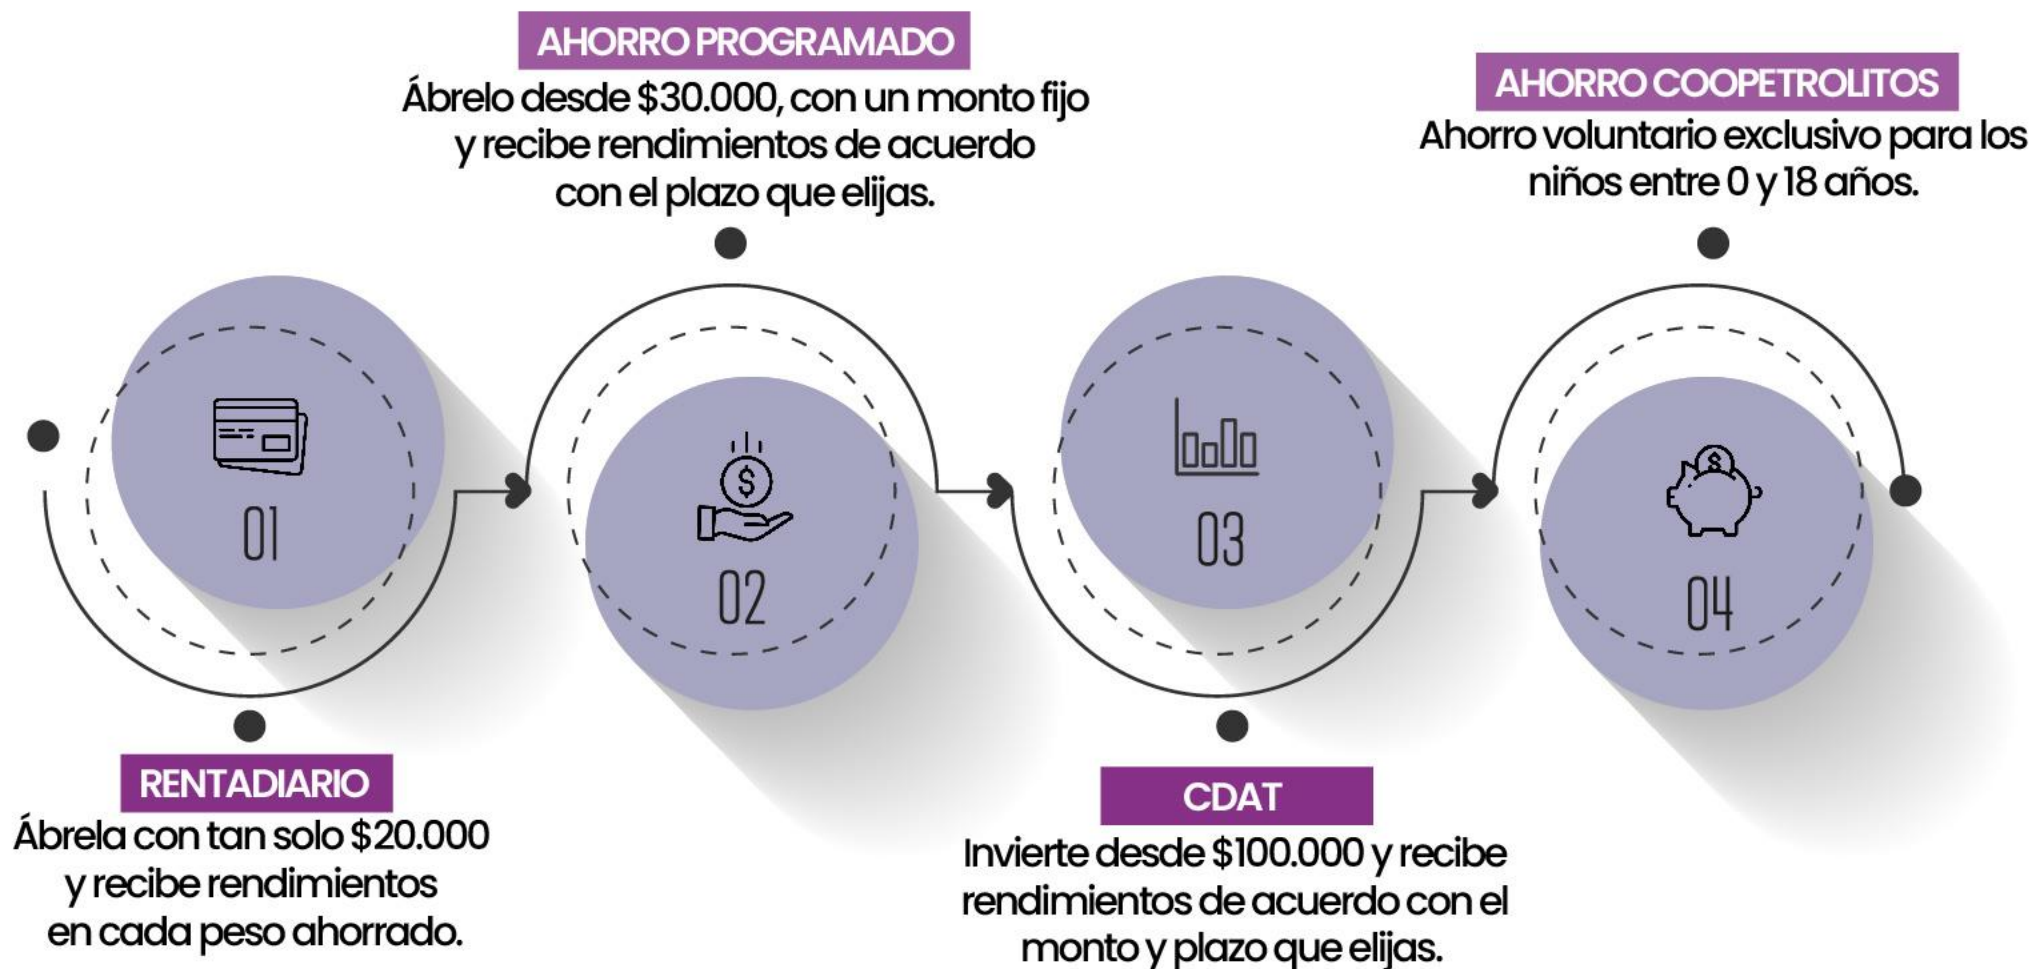 01
RENTADIARIO
Ábrela con tan solo $20.000
y recibe rendimientos
en cada peso ahorrado.
AHORRO PROGRAMADO
Ábrelo desde $30.000, con un monto fijo
y recibe rendimientos de acuerdo
con el plazo que elijas.
$
02
03
CDAT
Invierte desde $100.000 y recibe
rendimientos de acuerdo con el
monto y plazo que elijas.
AHORRO COOPETROLITOS
Ahorro voluntario exclusivo para los
niños entre 0 y 18 años.
$
04